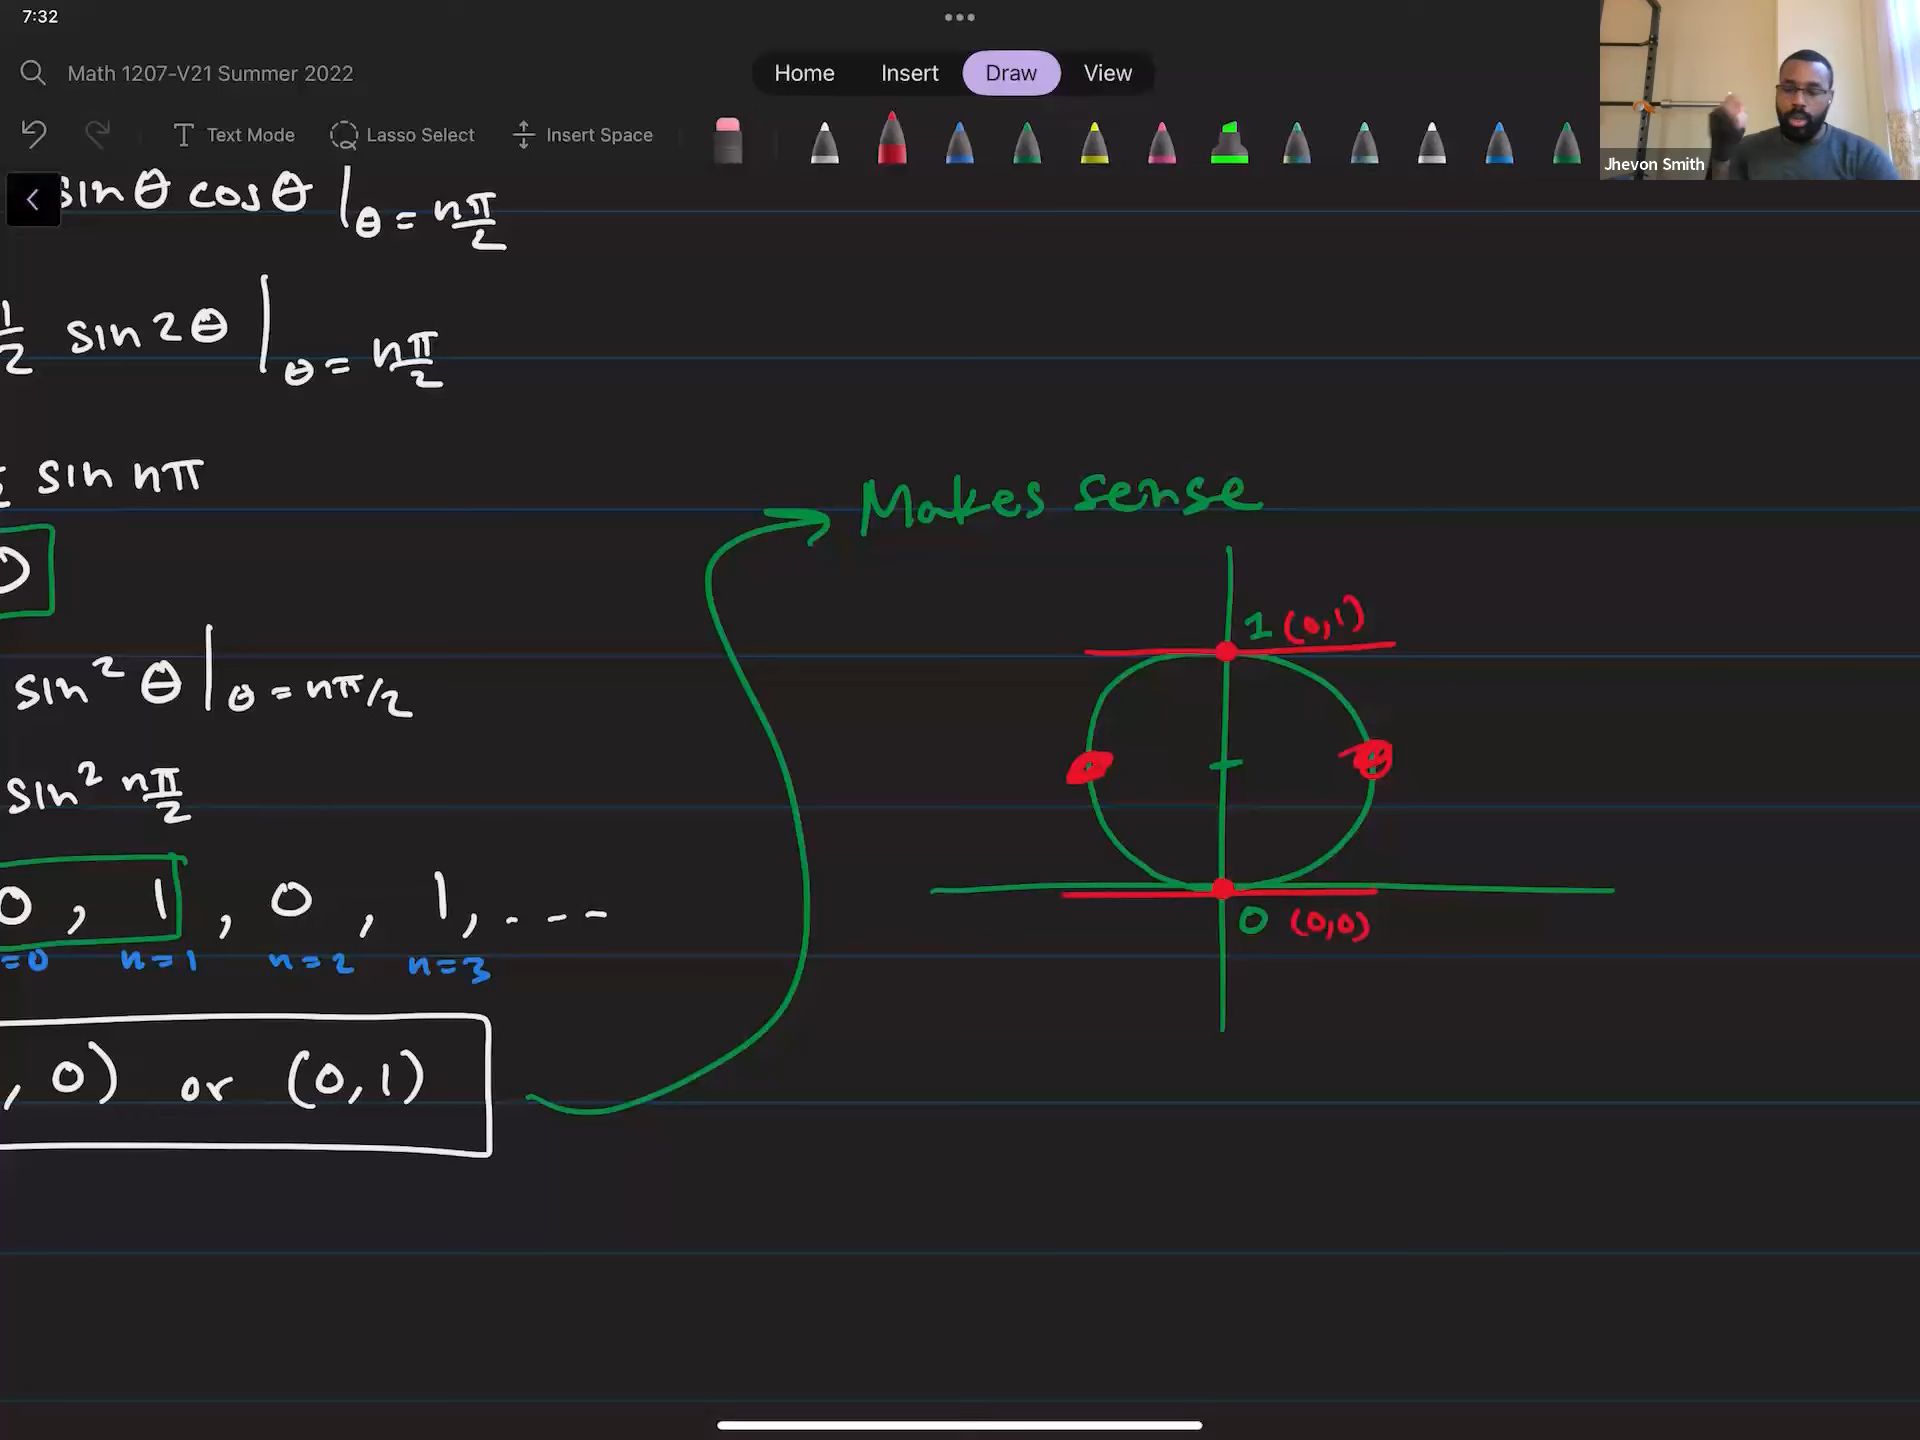 7:32
Math 1207-V21 Summer 2022
Home Insert Draw View
Text Mode Lasso Select Insert Space
Jhevon Smith
sin θ cos θ |θ = nπ/2
1/2 sin 2θ |θ = nπ/2
sin nπ
0
sin² θ |θ = nπ/2
sin² nπ/2
0 , 1 , 0 , 1, ...
=0 n=1 n=2 n=3
, 0) or (0,1)
Makes sense
1 (0,1)
0 (0,0)